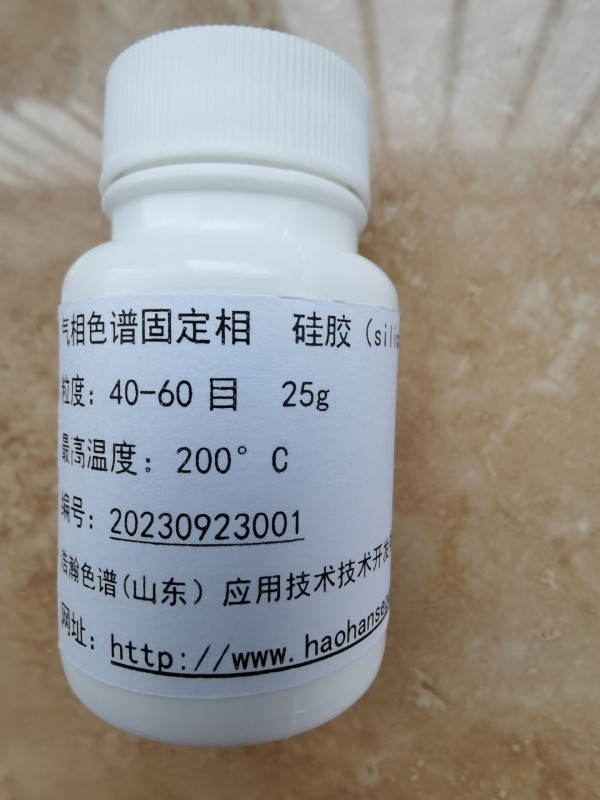 气相色谱固定相 硅胶（sili
粒度：40-60 目 25g
最高温度：200°C
编号：20230923001
浩瀚色谱(山东）应用技术技术开发
网址：http://www.haohanse